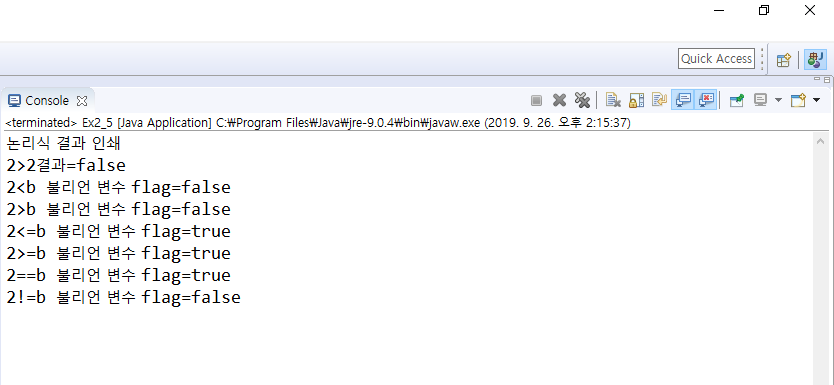 Quick Access
Console
<terminated> Ex2_5 [Java Application] C:₩Program Files₩Java₩jre-9.0.4₩bin₩javaw.exe (2019. 9. 26. 오후 2:15:37)
논리식 결과 인쇄
2>2결과=false
2<b 불리언 변수 flag=false
2>b 불리언 변수 flag=false
2<=b 불리언 변수 flag=true
2>=b 불리언 변수 flag=true
2==b 불리언 변수 flag=true
2!=b 불리언 변수 flag=false